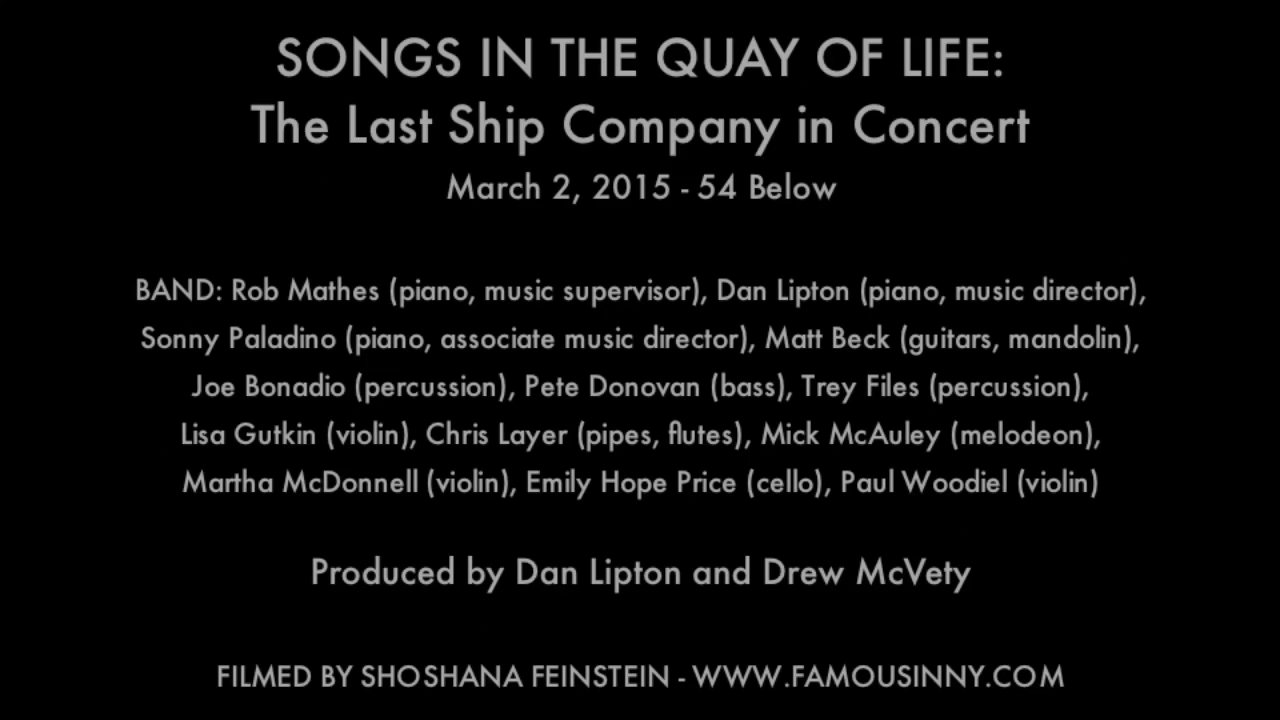 SONGS IN THE QUAY OF LIFE:
The Last Ship Company in Concert
March 2, 2015 - 54 Below
BAND: Rob Mathes (piano, music supervisor), Dan Lipton (piano, music director),
Sonny Paladino (piano, associate music director), Matt Beck (guitars, mandolin),
Joe Bonadio (percussion), Pete Donovan (bass), Trey Files (percussion),
Lisa Gutkin (violin), Chris Layer (pipes, flutes), Mick McAuley (melodeon),
Martha McDonnell (violin), Emily Hope Price (cello), Paul Woodiel (violin)
Produced by Dan Lipton and Drew McVety
FILMED BY SHOSHANA FEINSTEIN - WWW.FAMOUSINNY.COM